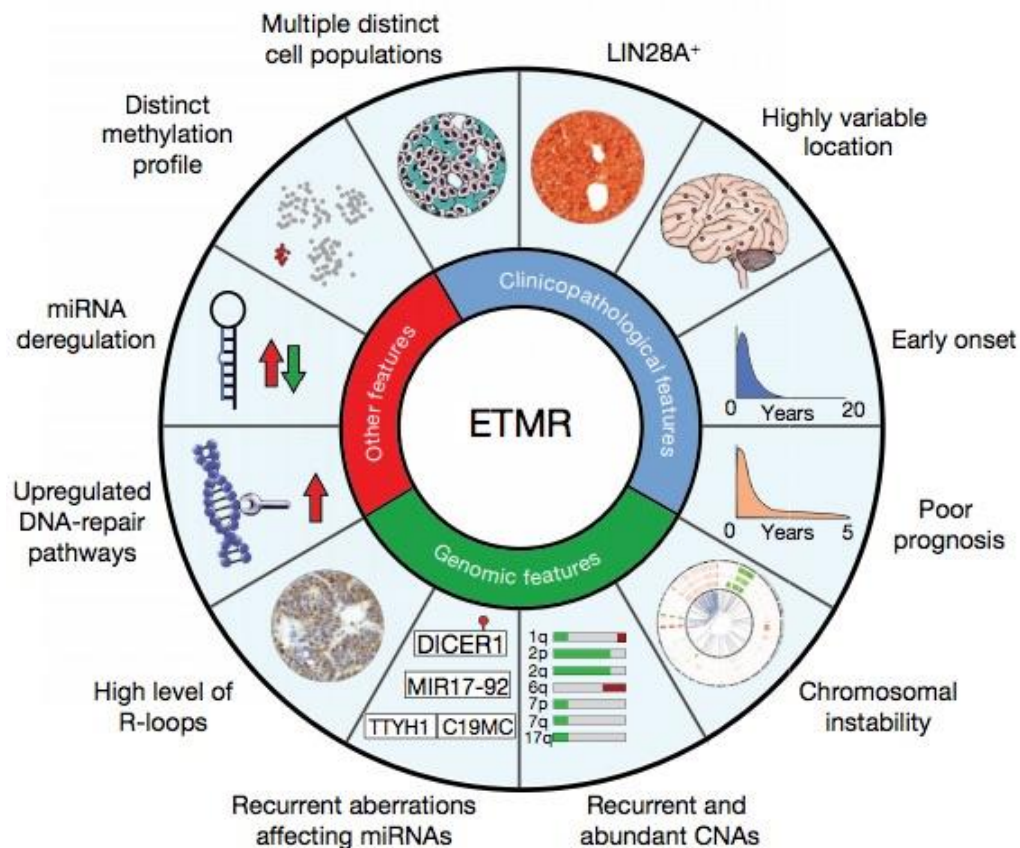 Multiple distinct
cell populations
LIN28A⁺
Highly variable
location
Early onset
0 Years 20
Poor
prognosis
0 Years 5
Chromosomal
instability
Recurrent and
abundant CNAs
1q
2p
2q
6q
7p
7q
17q
Recurrent aberrations
affecting miRNAs
DICER1
MIR17-92
TTYH1 C19MC
High level of
R-loops
Upregulated
DNA-repair
pathways
miRNA
deregulation
Distinct
methylation
profile
Clinicopathological features
Genomic features
Other features
ETMR